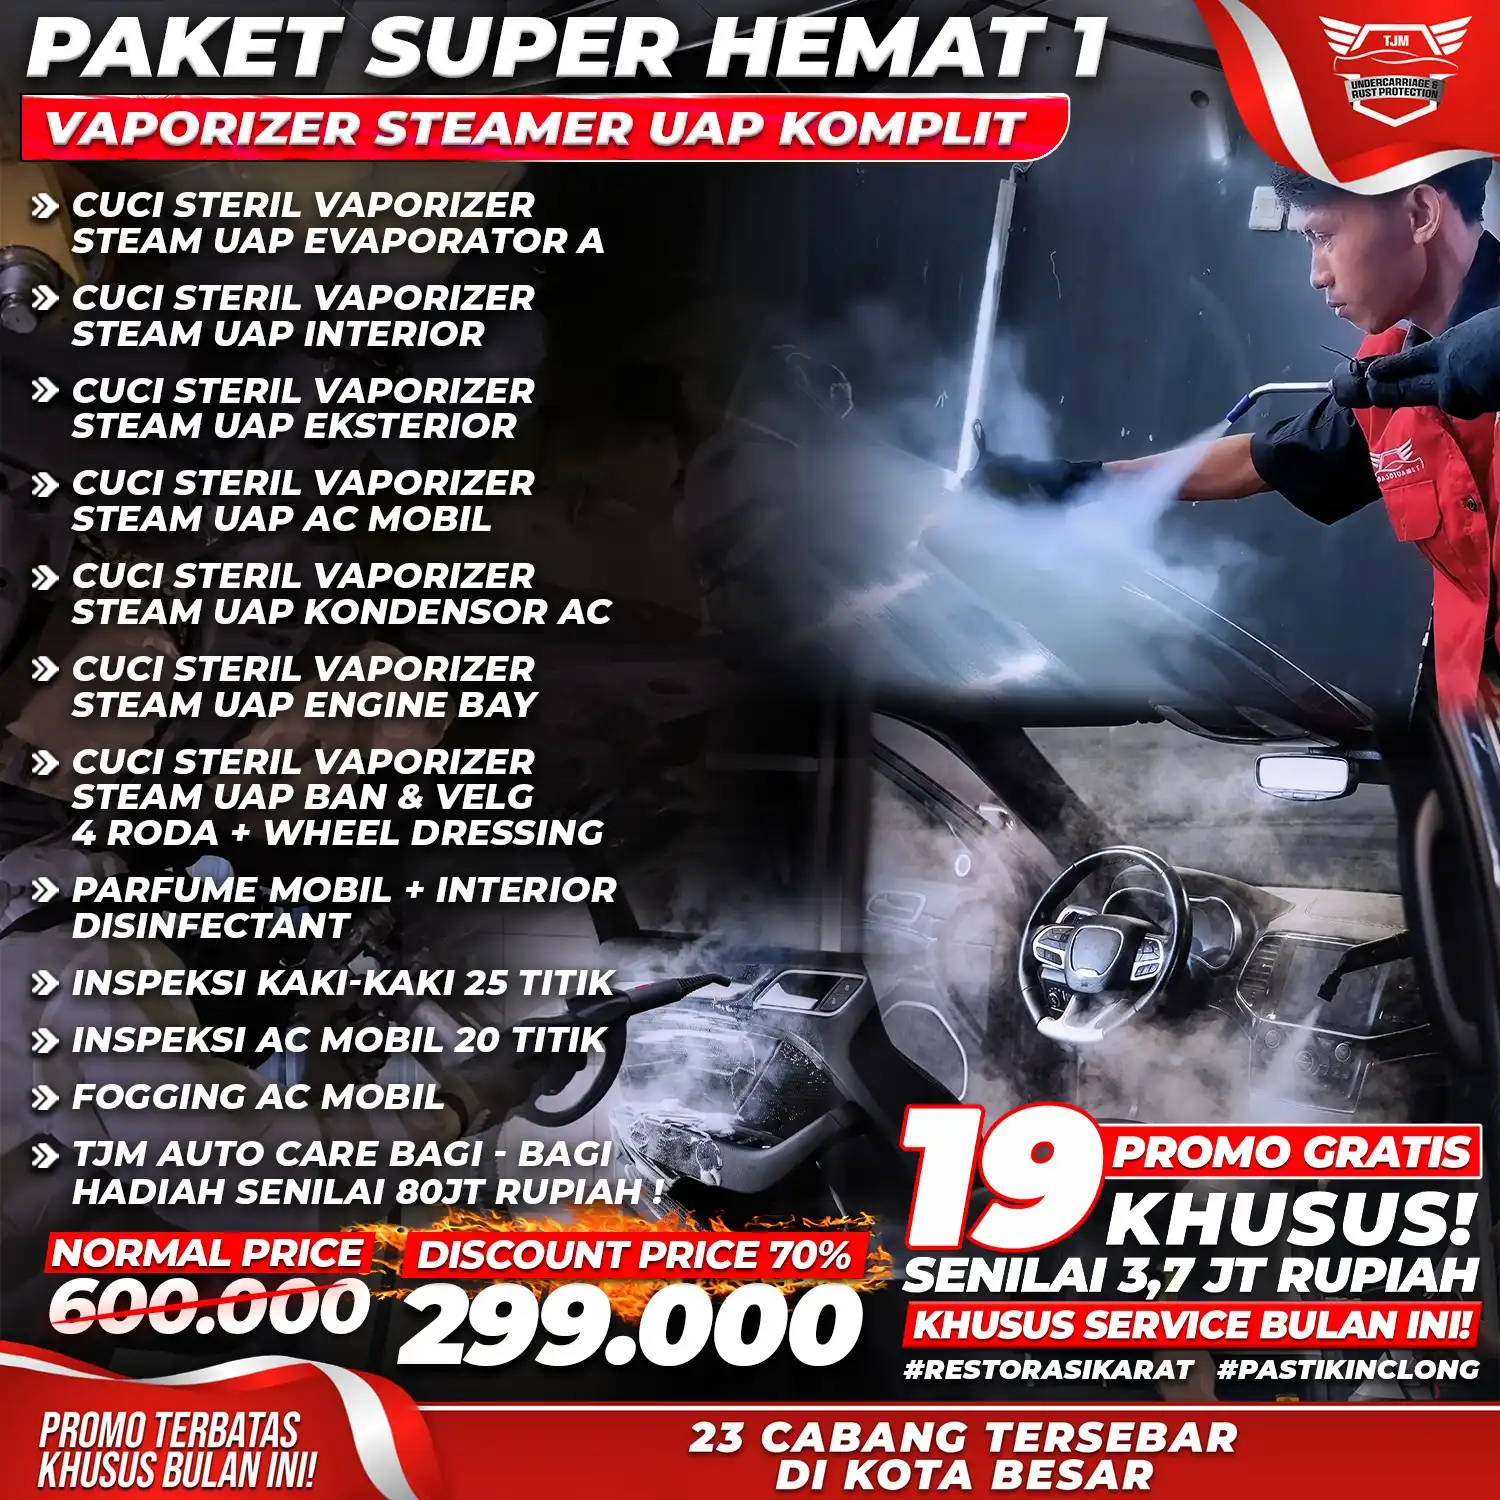 PAKET SUPER HEMAT 1
VAPORIZER STEAMER UAP KOMPLIT
TJM
UNDERCARRIAGE &
RUST PROTECTION
CUCI STERIL VAPORIZER
STEAM UAP EVAPORATOR A
CUCI STERIL VAPORIZER
STEAM UAP INTERIOR
CUCI STERIL VAPORIZER
STEAM UAP EKSTERIOR
CUCI STERIL VAPORIZER
STEAM UAP AC MOBIL
CUCI STERIL VAPORIZER
STEAM UAP KONDENSOR AC
CUCI STERIL VAPORIZER
STEAM UAP ENGINE BAY
CUCI STERIL VAPORIZER
STEAM UAP BAN & VELG
4 RODA + WHEEL DRESSING
PARFUME MOBIL + INTERIOR
DISINFECTANT
INSPEKSI KAKI-KAKI 25 TITIK
INSPEKSI AC MOBIL 20 TITIK
FOGGING AC MOBIL
TJM AUTO CARE BAGI - BAGI
HADIAH SENILAI 80JT RUPIAH !
NORMAL PRICE
600.000
DISCOUNT PRICE 70%
299.000
19 PROMO GRATIS
KHUSUS!
SENILAI 3,7 JT RUPIAH
KHUSUS SERVICE BULAN INI!
#RESTORASIKARAT #PASTIKINCLONG
PROMO TERBATAS
KHUSUS BULAN INI!
23 CABANG TERSEBAR
DI KOTA BESAR